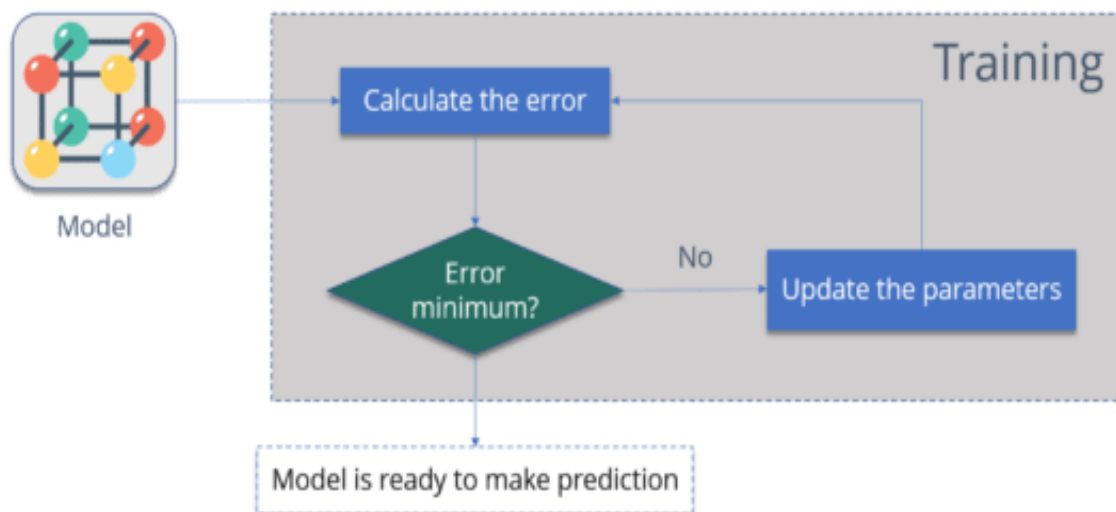 Training
Calculate the error
Model
Error
minimum?
No
Update the parameters
Model is ready to make prediction